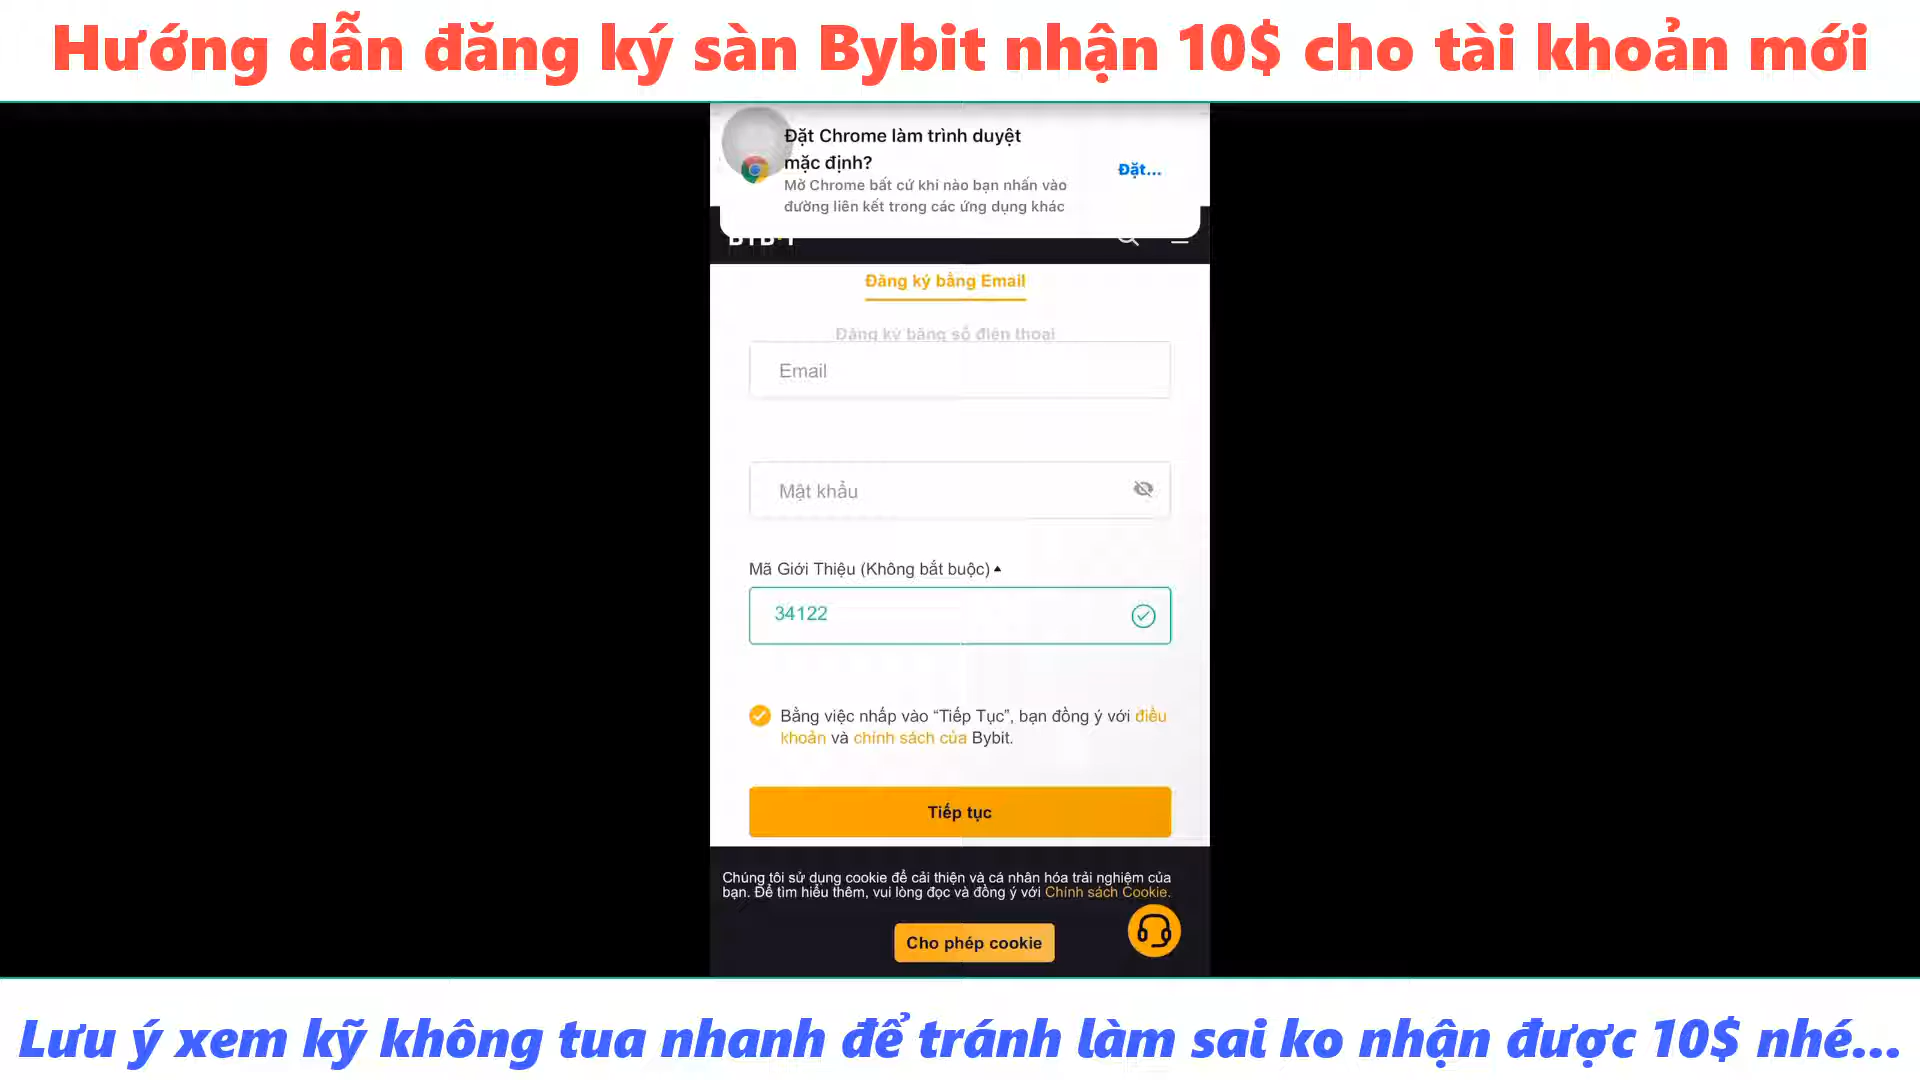 Hướng dẫn đăng ký sàn Bybit nhận 10$ cho tài khoản mới
Đặt Chrome làm trình duyệt
mặc định?
Đặt...
Mở Chrome bất cứ khi nào bạn nhấn vào
đường liên kết trong các ứng dụng khác
BYBIT
Đăng ký bằng Email
Đăng ký bằng số điện thoại
Email
Mật khẩu
Mã Giới Thiệu (Không bắt buộc)
34122
Bằng việc nhấp vào “Tiếp Tục”, bạn đồng ý với điều
khoản và chính sách của Bybit.
Tiếp tục
Chúng tôi sử dụng cookie để cải thiện và cá nhân hóa trải nghiệm của
bạn. Để tìm hiểu thêm, vui lòng đọc và đồng ý với Chính sách Cookie.
Cho phép cookie
Lưu ý xem kỹ không tua nhanh để tránh làm sai ko nhận được 10$ nhé...